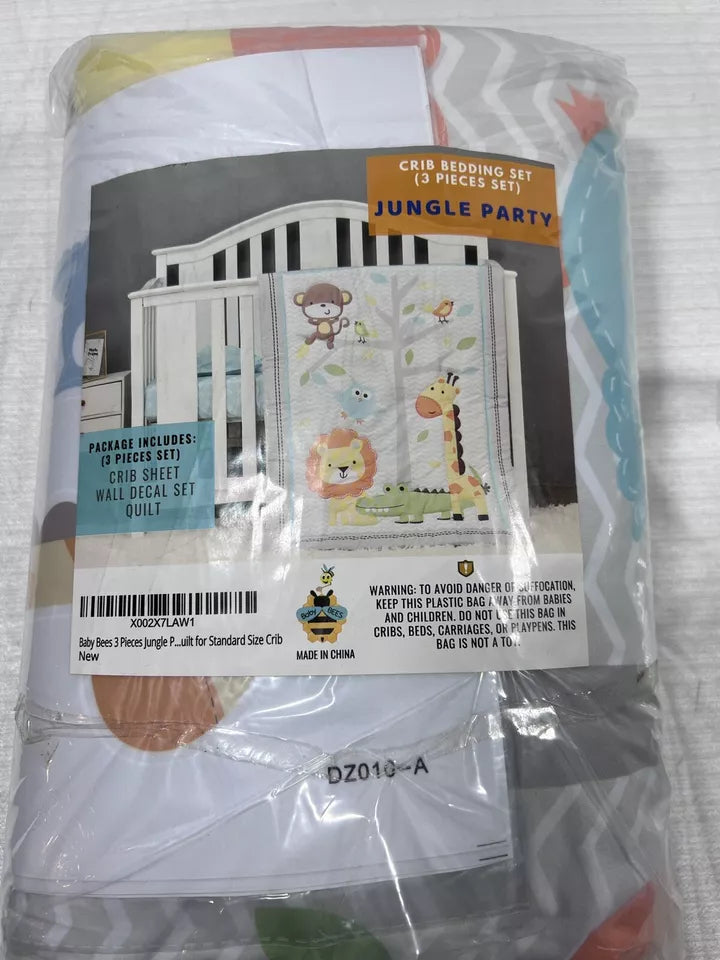 CRIB BEDDING SET
(3 PIECES SET)
JUNGLE PARTY
PACKAGE INCLUDES:
(3 PIECES SET)
CRIB SHEET
WALL DECAL SET
QUILT
X002X7LAW1
Baby Bees 3 Pieces Jungle P...uilt for Standard Size Crib
New
Baby BEES
MADE IN CHINA
WARNING: TO AVOID DANGER OF SUFFOCATION,
KEEP THIS PLASTIC BAG AWAY FROM BABIES
AND CHILDREN. DO NOT USE THIS BAG IN
CRIBS, BEDS, CARRIAGES, OR PLAYPENS. THIS
BAG IS NOT A TOY.
DZ010-A